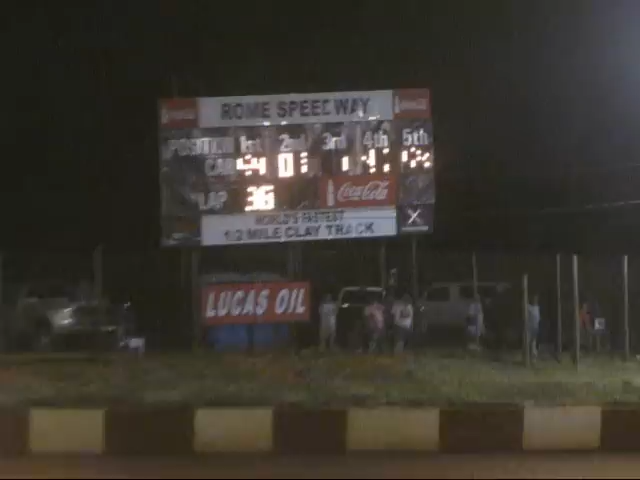 ROME SPEEDWAY
POSITION 1st 2nd 3rd 4th 5th
CAR
LAP 36
Coca-Cola
WORLD'S FASTEST
1/2 MILE CLAY TRACK
LUCAS OIL